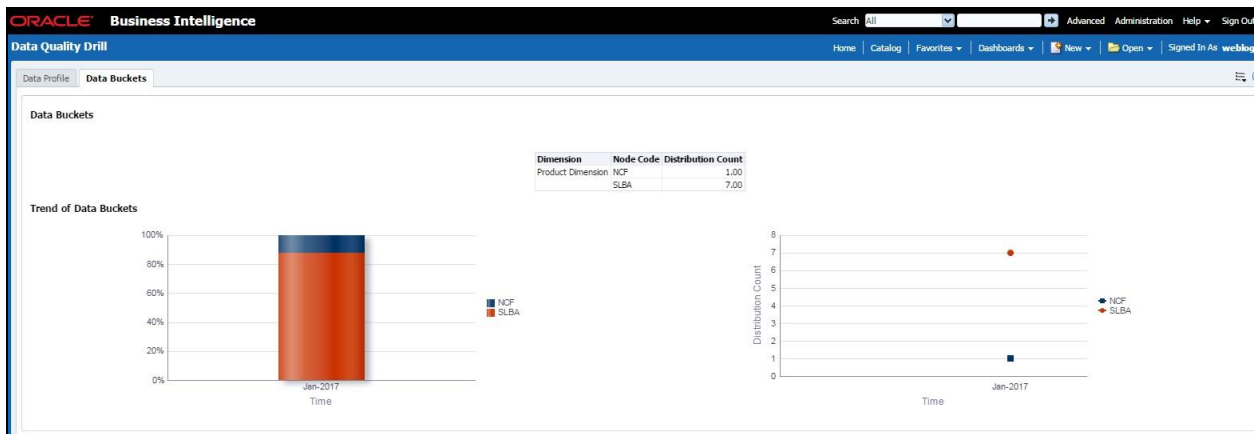 ORACLE Business Intelligence
Search All Advanced Administration Help Sign Out
Data Quality Drill
Home Catalog Favorites Dashboards New Open Signed In As weblog
Data Profile Data Buckets
Data Buckets
Dimension Node Code Distribution Count
Product Dimension NCF 1.00
SLBA 7.00
Trend of Data Buckets
100%
80%
60%
40%
20%
0%
Jan-2017
Time
NCF
SLBA
8
7
6
5
4
3
2
1
0
Distribution Count
Jan-2017
Time
NCF
SLBA